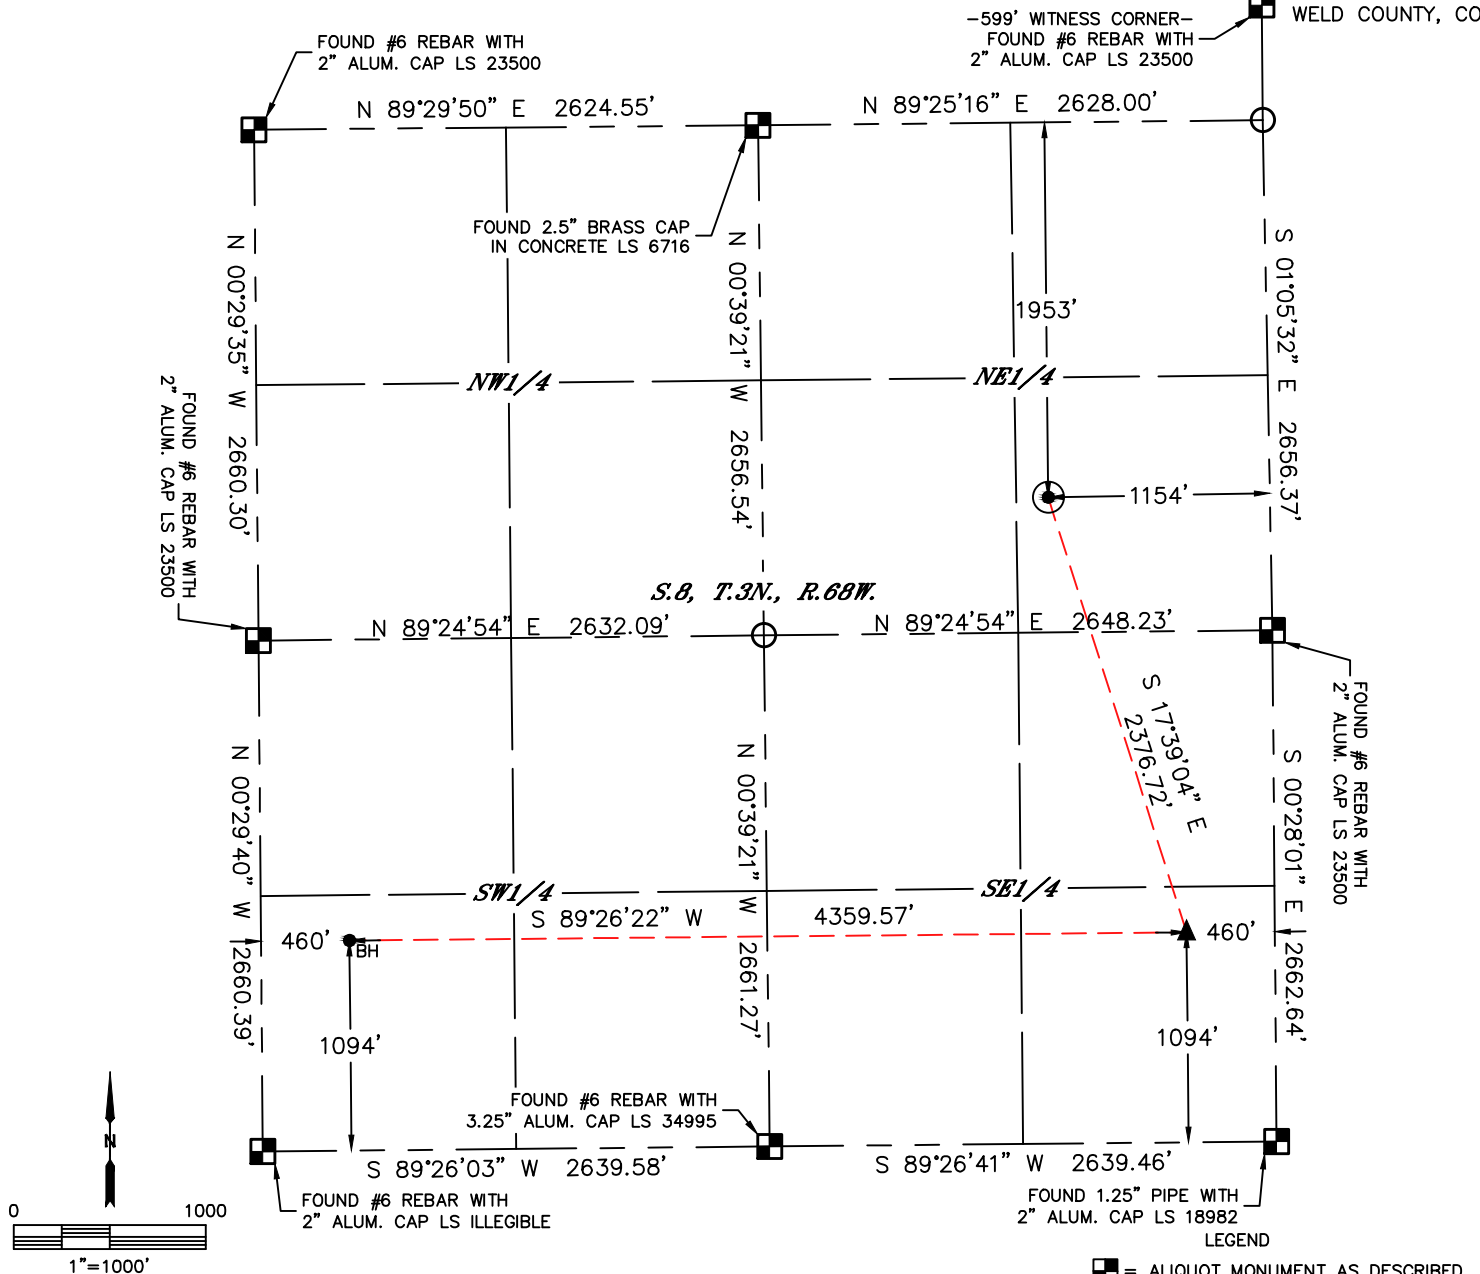 -599' WITNESS CORNER-
FOUND #6 REBAR WITH
2" ALUM. CAP LS 23500
WELD COUNTY, CO
FOUND #6 REBAR WITH
2" ALUM. CAP LS 23500
N 89°29'50" E 2624.55'
N 89°25'16" E 2628.00'
FOUND 2.5" BRASS CAP
IN CONCRETE LS 6716
N 00°29'35" W 2660.30'
N 00°39'21" W 2656.54'
1953'
S 01°05'32" E 2656.37'
NW1/4
NE1/4
FOUND #6 REBAR WITH
2" ALUM. CAP LS 23500
1154'
S.8, T.3N., R.68W.
N 89°24'54" E 2632.09'
N 89°24'54" E 2648.23'
S 17°39'04" E
2376.72'
FOUND #6 REBAR WITH
2" ALUM. CAP LS 23500
N 00°29'40" W 2660.39'
N 00°39'21" W 2661.27'
S 00°28'01" E 2662.64'
SW1/4
SE1/4
S 89°26'22" W 4359.57'
460'
BH
460'
1094'
1094'
FOUND #6 REBAR WITH
3.25" ALUM. CAP LS 34995
S 89°26'03" W 2639.58'
S 89°26'41" W 2639.46'
FOUND #6 REBAR WITH
2" ALUM. CAP LS ILLEGIBLE
FOUND 1.25" PIPE WITH
2" ALUM. CAP LS 18982
N
0 1000
1"=1000'
LEGEND
= ALIQUOT MONUMENT AS DESCRIBED